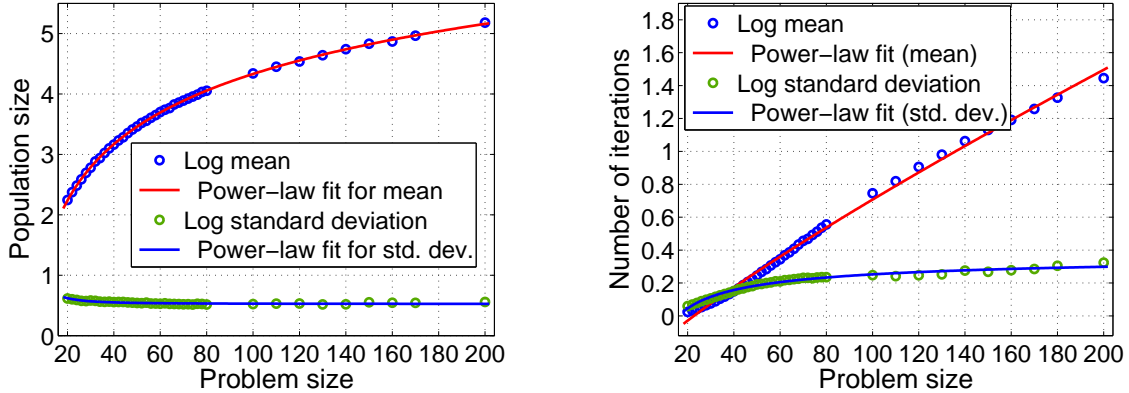 5
4
3
2
1
0
Population size
Log mean
Power−law fit for mean
Log standard deviation
Power−law fit for std. dev.
20 40 60 80 100 120 140 160 180 200
Problem size
1.8
1.6
1.4
1.2
1
0.8
0.6
0.4
0.2
0
Number of iterations
Log mean
Power−law fit (mean)
Log standard deviation
Power−law fit (std. dev.)
20 40 60 80 100 120 140 160 180 200
Problem size